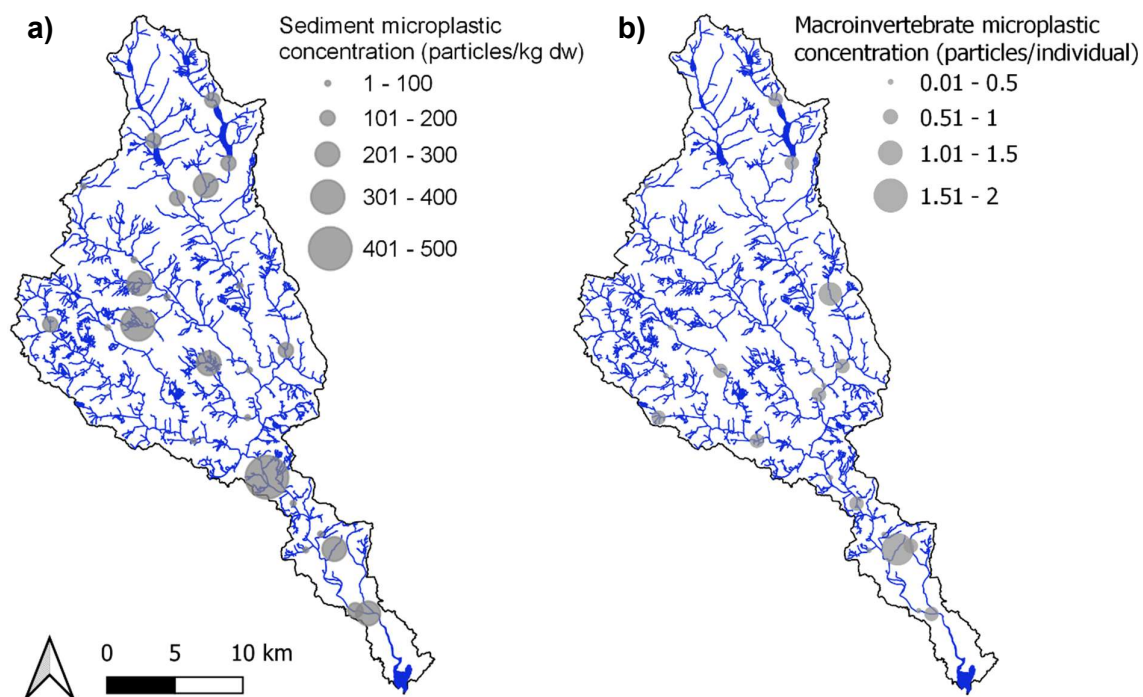 a)
Sediment microplastic
concentration (particles/kg dw)
1 - 100
101 - 200
201 - 300
301 - 400
401 - 500
b)
Macroinvertebrate microplastic
concentration (particles/individual)
0.01 - 0.5
0.51 - 1
1.01 - 1.5
1.51 - 2
0 5 10 km